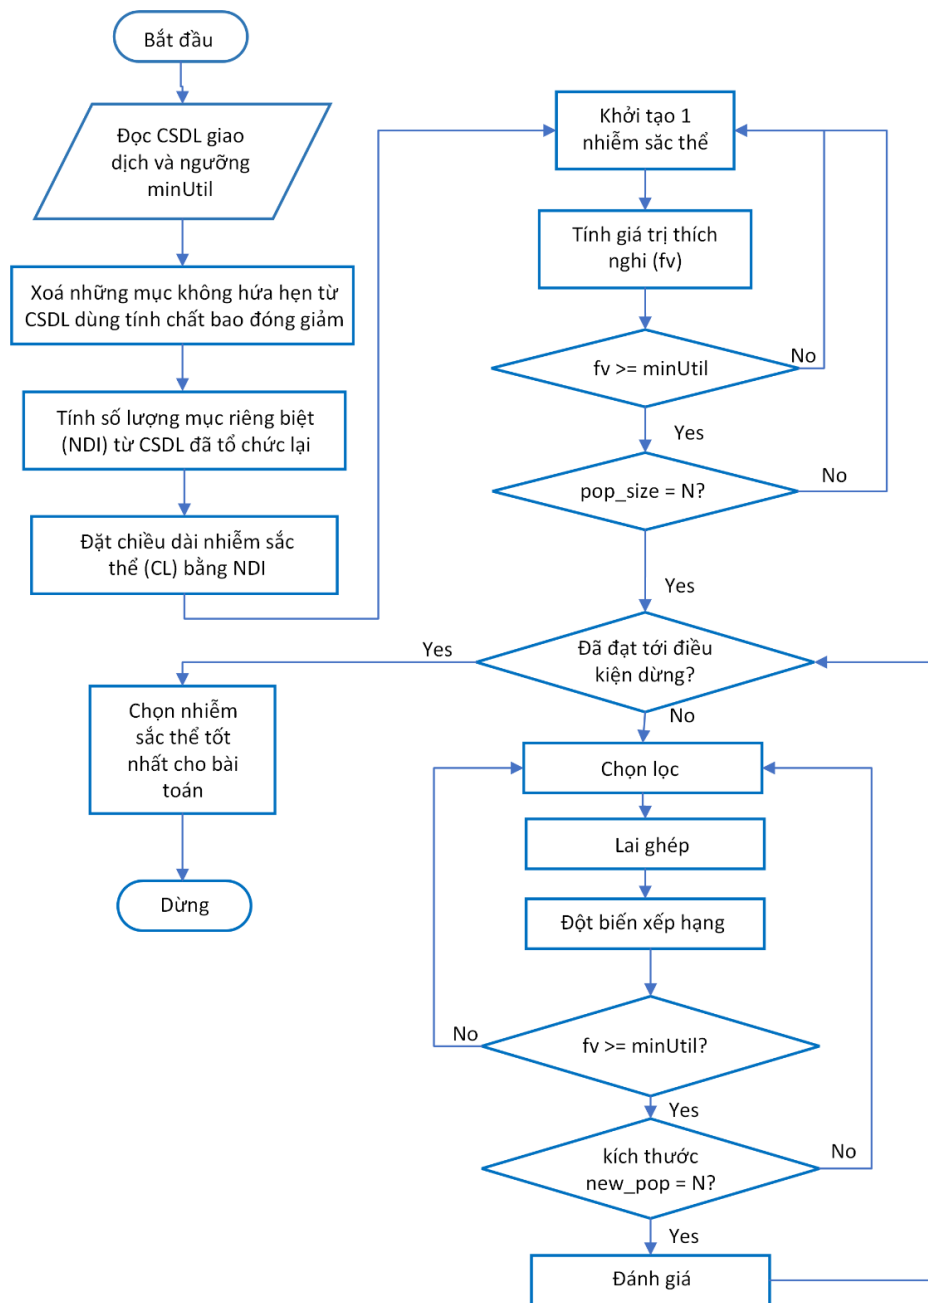 Bắt đầu
Đọc CSDL giao
dịch và ngưỡng
minUtil
Xoá những mục không hứa hẹn từ
CSDL dùng tính chất bao đóng giảm
Tính số lượng mục riêng biệt
(NDI) từ CSDL đã tổ chức lại
Đặt chiều dài nhiễm sắc
thể (CL) bằng NDI
Khởi tạo 1
nhiễm săc thể
Tính giá trị thích
nghi (fv)
fv >= minUtil
No
Yes
pop_size = N?
No
Yes
Đã đạt tới điều
kiện dừng?
Yes
No
Chọn nhiễm
sắc thể tốt
nhất cho bài
toán
Dừng
Chọn lọc
Lai ghép
Đột biến xếp hạng
fv >= minUtil?
No
Yes
kích thước
new_pop = N?
No
Yes
Đánh giá